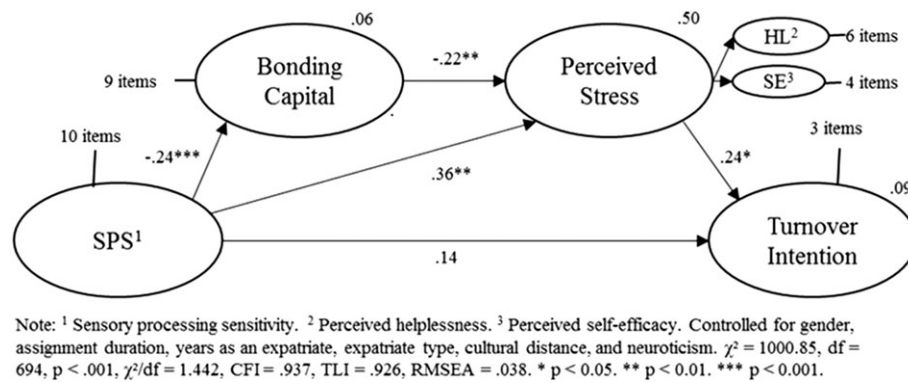 .06
.50
HL²
6 items
9 items
Bonding
Capital
-.22**
Perceived
Stress
SE³
4 items
10 items
3 items
-.24***
.36**
.24*
.09
SPS¹
.14
Turnover
Intention
Note: ¹ Sensory processing sensitivity. ² Perceived helplessness. ³ Perceived self-efficacy. Controlled for gender,
assignment duration, years as an expatriate, expatriate type, cultural distance, and neuroticism. χ² = 1000.85, df =
694, p < .001, χ²/df = 1.442, CFI = .937, TLI = .926, RMSEA = .038. * p < 0.05. ** p < 0.01. *** p < 0.001.